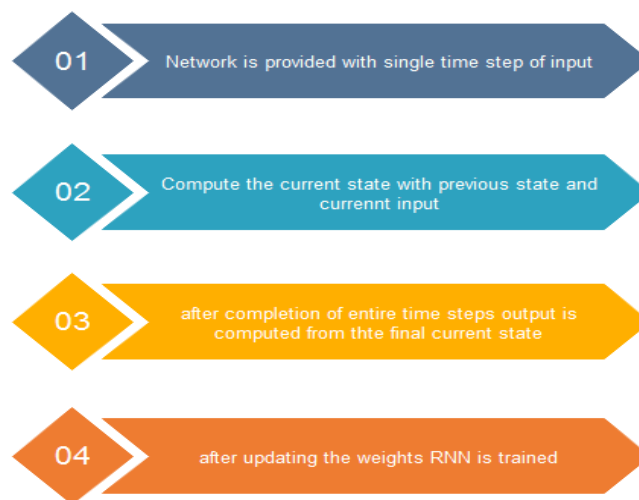 01
Network is provided with single time step of input
02
Compute the current state with previous state and
currennt input
03
after completion of entire time steps output is
computed from thte final current state
04
after updating the weights RNN is trained